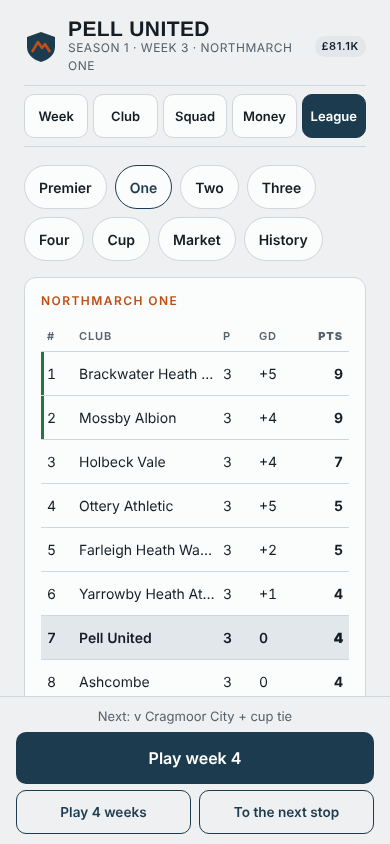 PELL UNITED
SEASON 1 · WEEK 3 · NORTHMARCH
ONE
£81.1K
Week Club Squad Money League
Premier One Two Three
Four Cup Market History
NORTHMARCH ONE
# CLUB P GD PTS
1 Brackwater Heath ... 3 +5 9
2 Mossby Albion 3 +4 9
3 Holbeck Vale 3 +4 7
4 Ottery Athletic 3 +5 5
5 Farleigh Heath Wa... 3 +2 5
6 Yarrowby Heath At... 3 +1 4
7 Pell United 3 0 4
8 Ashcombe 3 0 4
Next: v Cragmoor City + cup tie
Play week 4
Play 4 weeks To the next stop